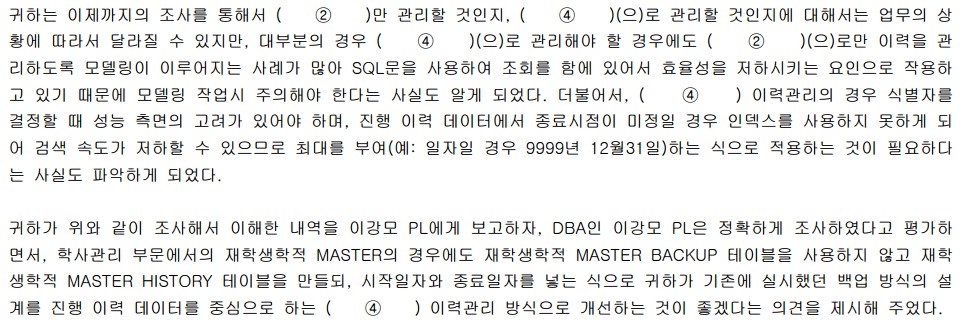 귀하는 이제까지의 조사를 통해서 ( ② )만 관리할 것인지, ( ④ )(으)로 관리할 것인지에 대해서는 업무의 상
황에 따라서 달라질 수 있지만, 대부분의 경우 ( ④ )(으)로 관리해야 할 경우에도 ( ② )(으)로만 이력을 관
리하도록 모델링이 이루어지는 사례가 많아 SQL문을 사용하여 조회를 함에 있어서 효율성을 저하시키는 요인으로 작용하
고 있기 때문에 모델링 작업시 주의해야 한다는 사실도 알게 되었다. 더불어서, ( ④ ) 이력관리의 경우 식별자를
결정할 때 성능 측면의 고려가 있어야 하며, 진행 이력 데이터에서 종료시점이 미정일 경우 인덱스를 사용하지 못하게 되
어 검색 속도가 저하할 수 있으므로 최대를 부여(예: 일자일 경우 9999년 12월31일)하는 식으로 적용하는 것이 필요하다
는 사실도 파악하게 되었다.
귀하가 위와 같이 조사해서 이해한 내역을 이강모 PL에게 보고하자, DBA인 이강모 PL은 정확하게 조사하였다고 평가하
면서, 학사관리 부문에서의 재학생학적 MASTER의 경우에도 재학생학적 MASTER BACKUP 테이블을 사용하지 않고 재학
생학적 MASTER HISTORY 테이블을 만들되, 시작일자와 종료일자를 넣는 식으로 귀하가 기존에 실시했던 백업 방식의 설
계를 진행 이력 데이터를 중심으로 하는 ( ④ ) 이력관리 방식으로 개선하는 것이 좋겠다는 의견을 제시해 주었다.